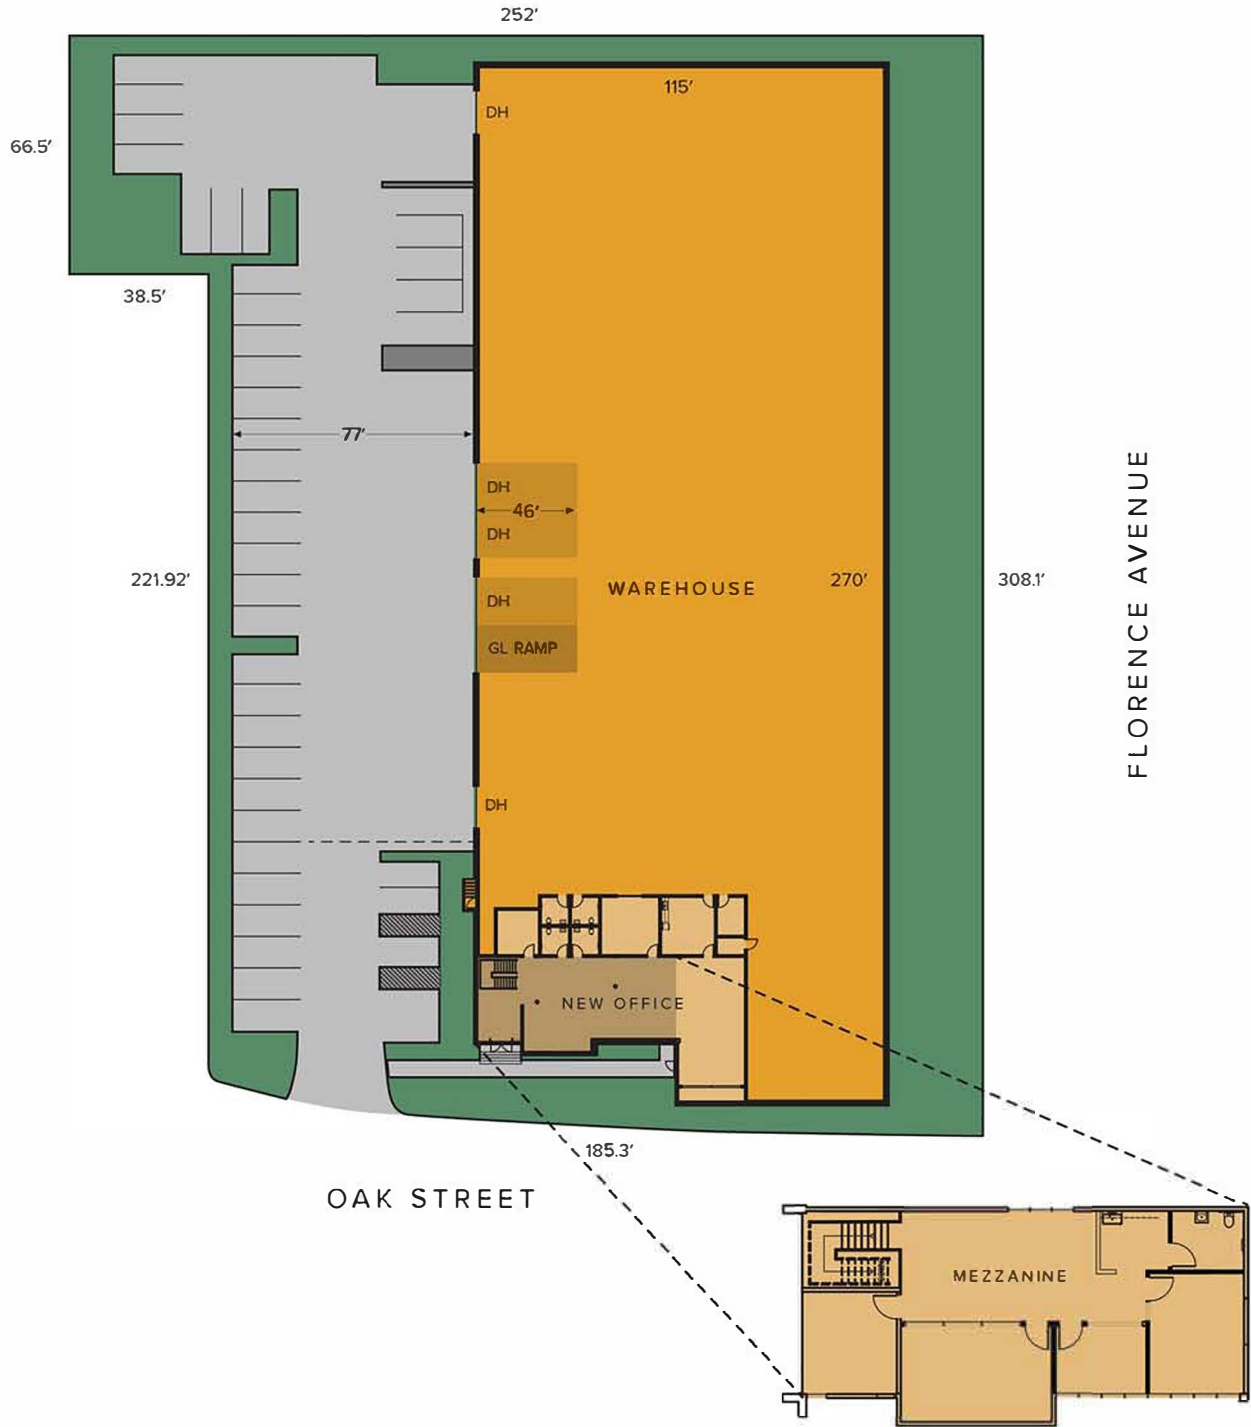 252'
115'
DH
66.5'
38.5'
77'
DH
46'
DH
221.92'
DH
WAREHOUSE
270'
308.1'
FLORENCE AVENUE
GL RAMP
DH
NEW OFFICE
185.3'
OAK STREET
MEZZANINE